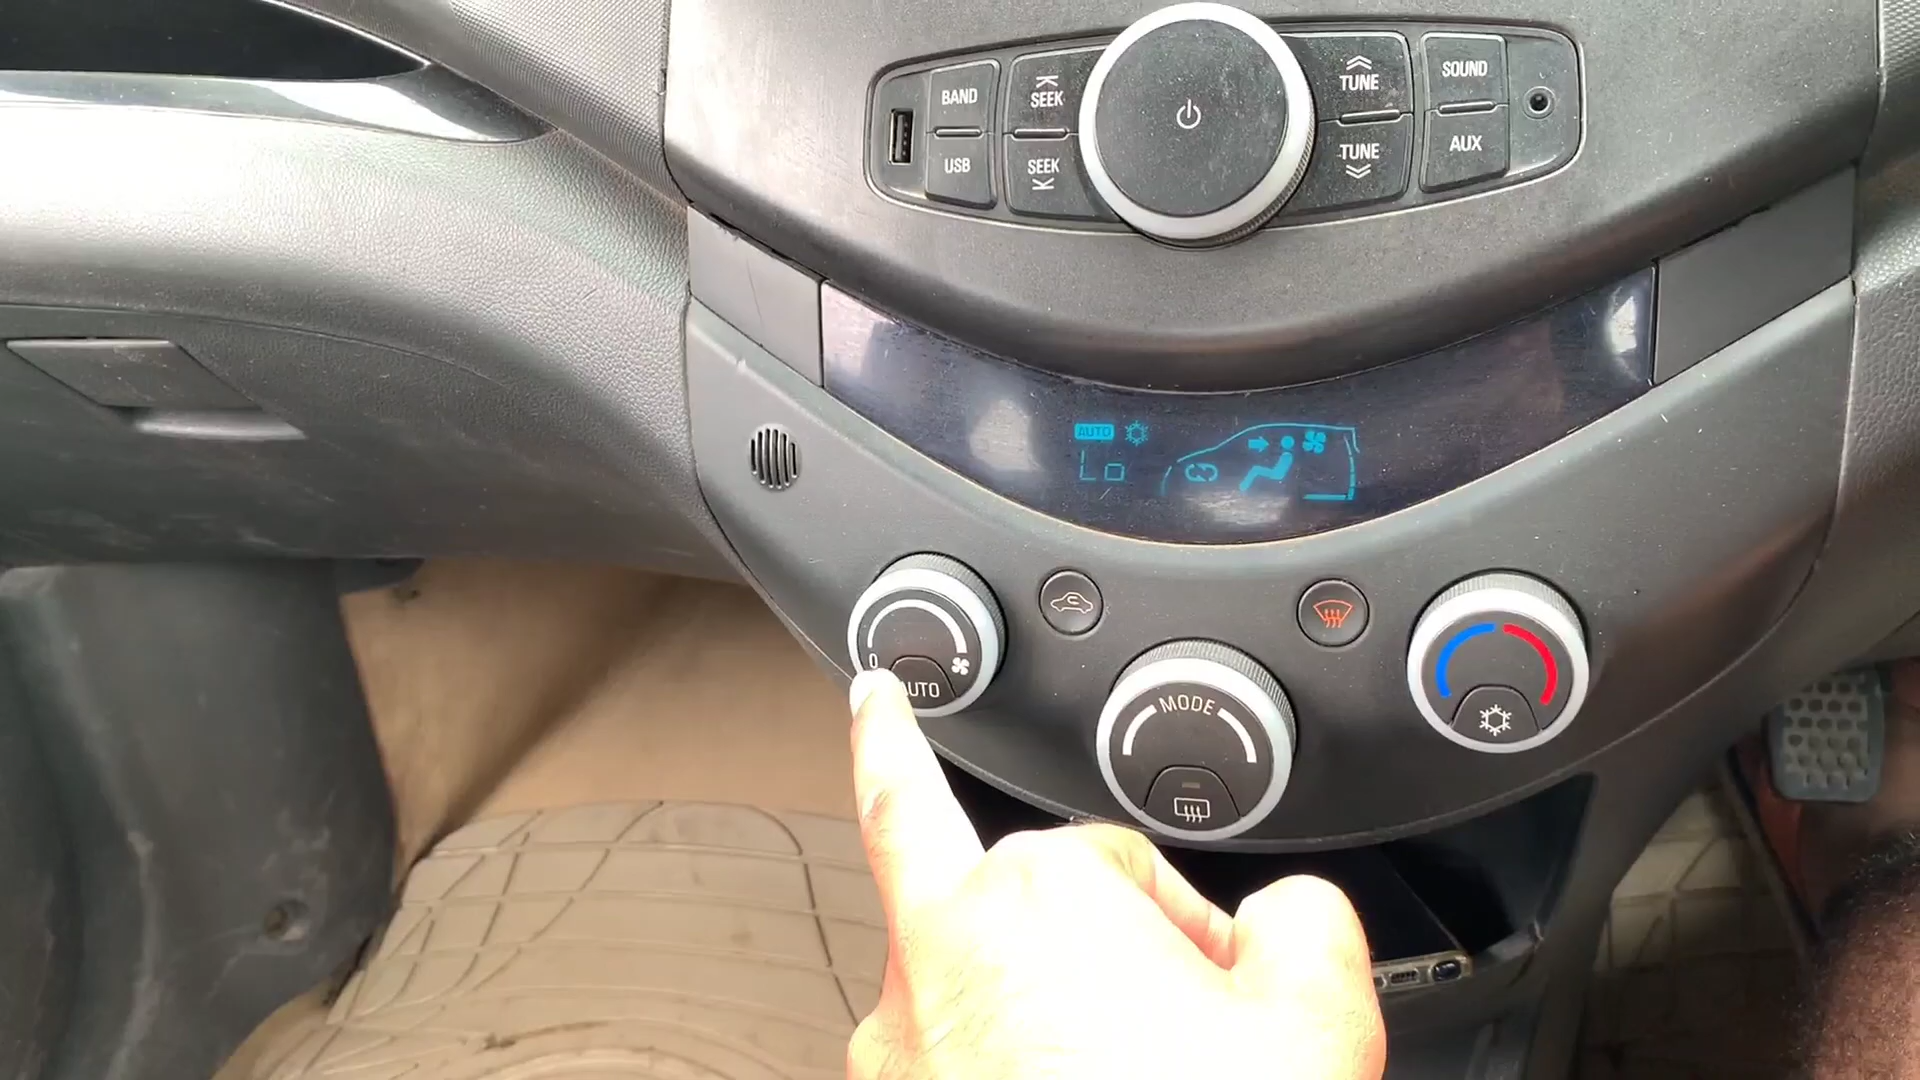 BAND
SEEK
TUNE
SOUND
USB
SEEK
TUNE
AUX
AUTO
Lo
0
AUTO
MODE